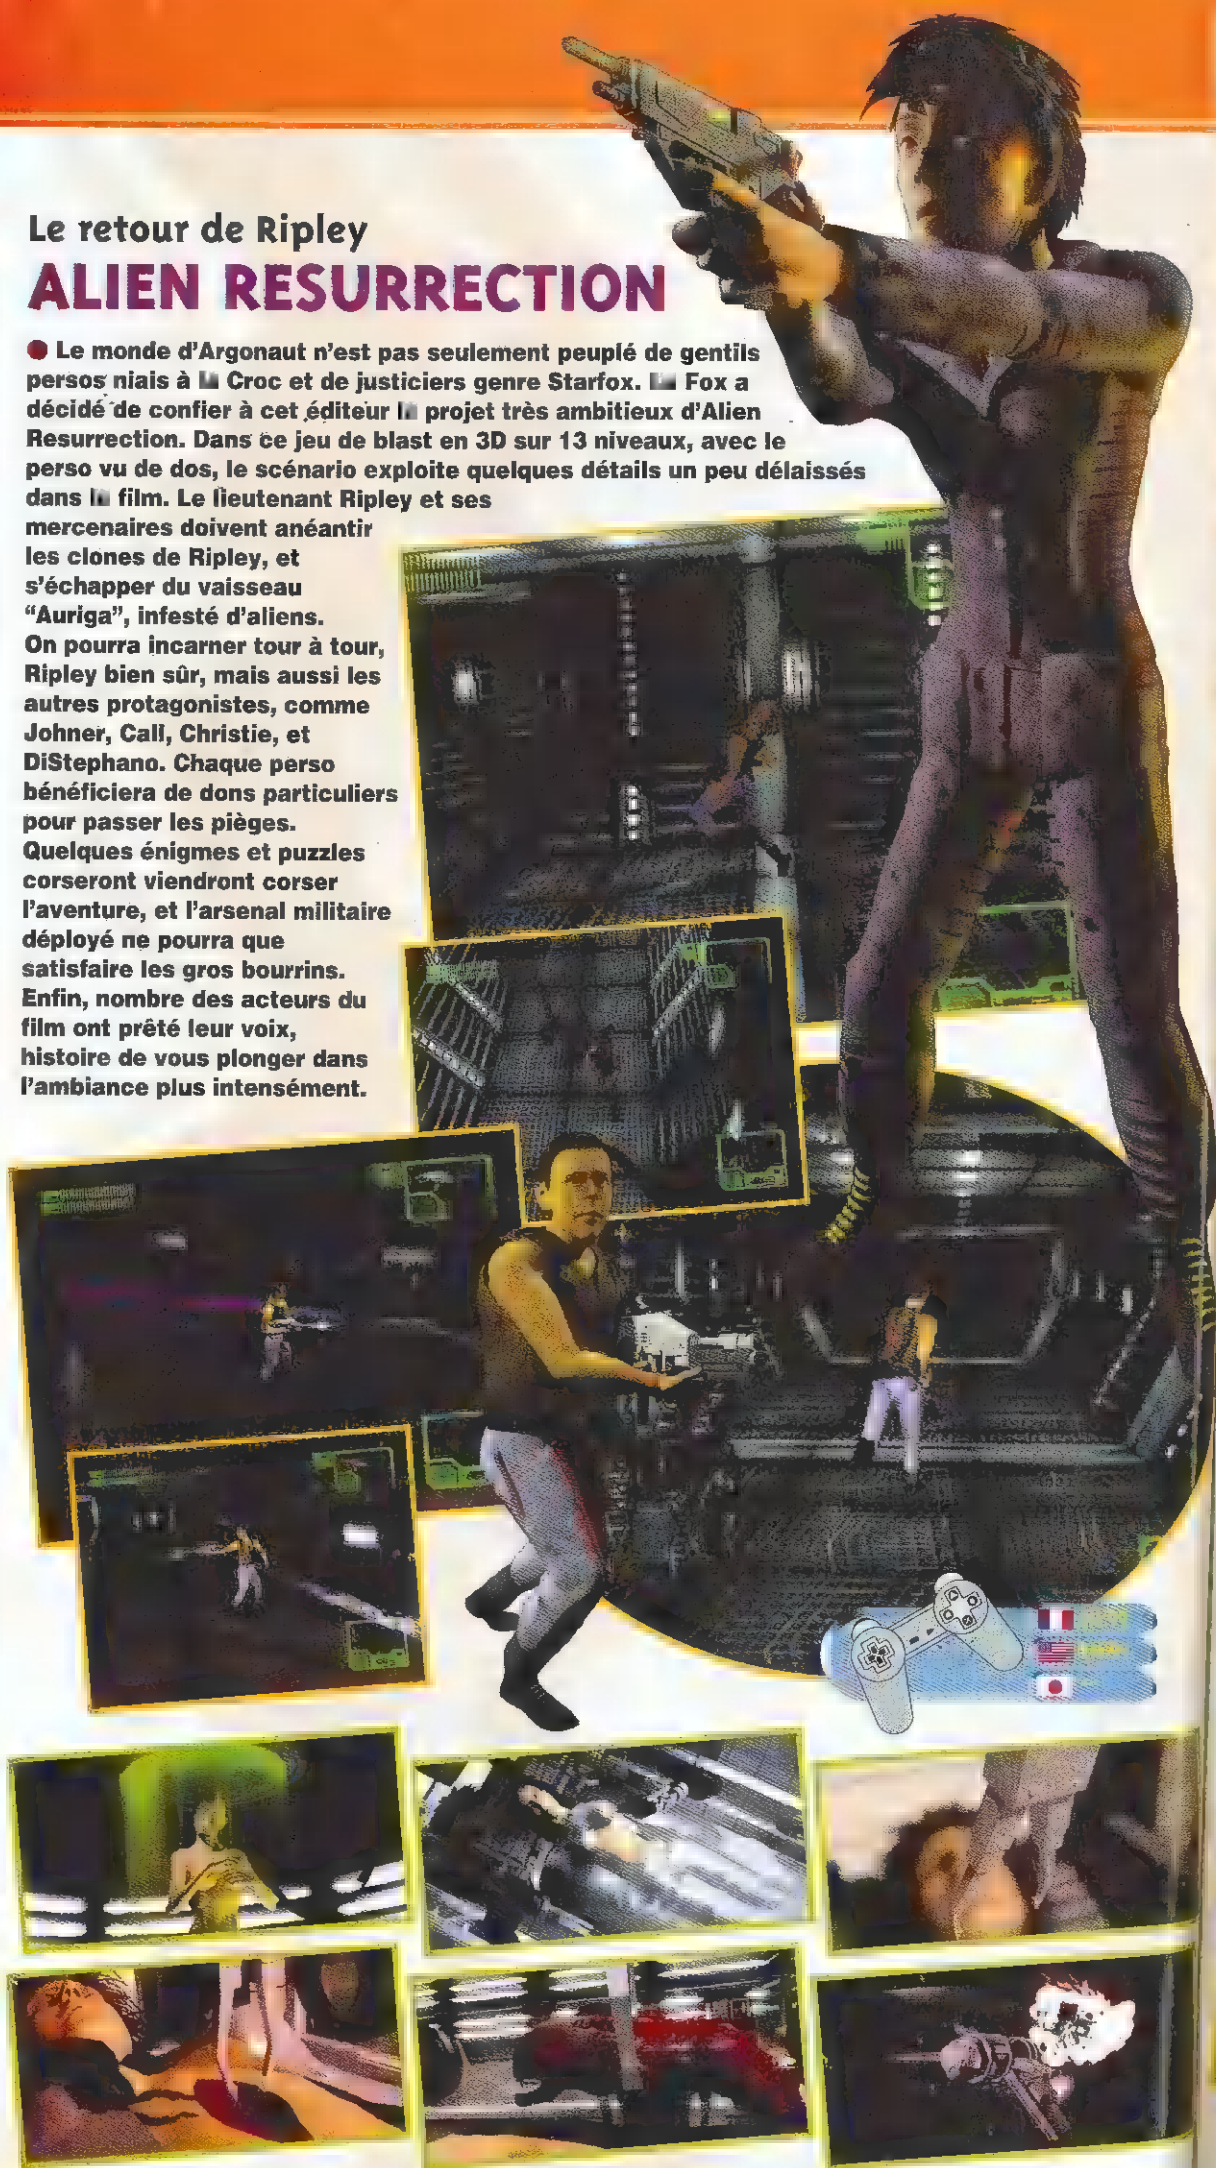 Le retour de Ripley
ALIEN RESURRECTION
● Le monde d'Argonaut n'est pas seulement peuplé de gentils
persos niais à la Croc et de justiciers genre Starfox. La Fox a
décidé de confier à cet éditeur le projet très ambitieux d'Alien
Resurrection. Dans ce jeu de blast en 3D sur 13 niveaux, avec le
perso vu de dos, le scénario exploite quelques détails un peu délaissés
dans le film. Le lieutenant Ripley et ses
mercenaires doivent anéantir
les clones de Ripley, et
s'échapper du vaisseau
"Auriga", infesté d'aliens.
On pourra incarner tour à tour,
Ripley bien sûr, mais aussi les
autres protagonistes, comme
Johner, Call, Christie, et
DiStephano. Chaque perso
bénéficiera de dons particuliers
pour passer les pièges.
Quelques énigmes et puzzles
corseront viendront corser
l'aventure, et l'arsenal militaire
déployé ne pourra que
satisfaire les gros bourrins.
Enfin, nombre des acteurs du
film ont prêté leur voix,
histoire de vous plonger dans
l'ambiance plus intensément.